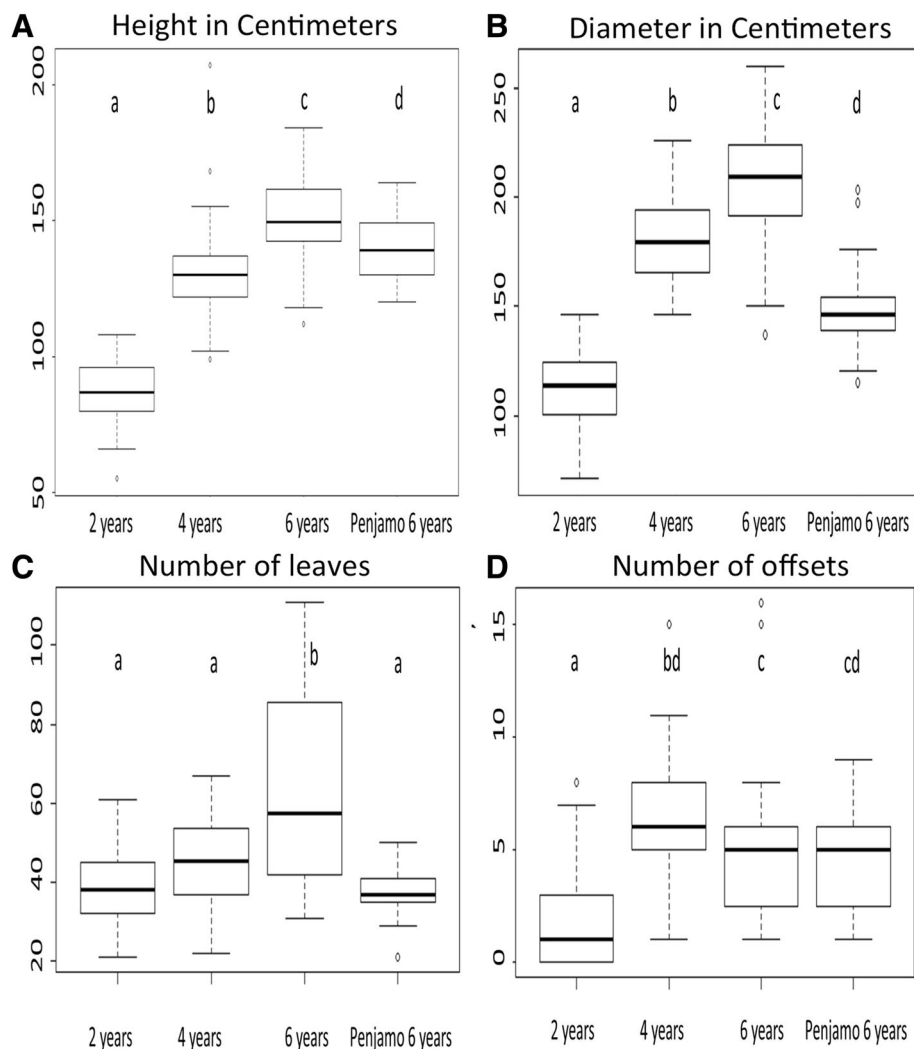 A Height in Centimeters
200
150
100
50
a b c d
2 years 4 years 6 years Penjamo 6 years
B Diameter in Centimeters
250
200
150
100
a b c d
2 years 4 years 6 years Penjamo 6 years
C Number of leaves
100
80
60
40
20
a a b a
2 years 4 years 6 years Penjamo 6 years
D Number of offsets
15
10
5
0
a bd c cd
2 years 4 years 6 years Penjamo 6 years